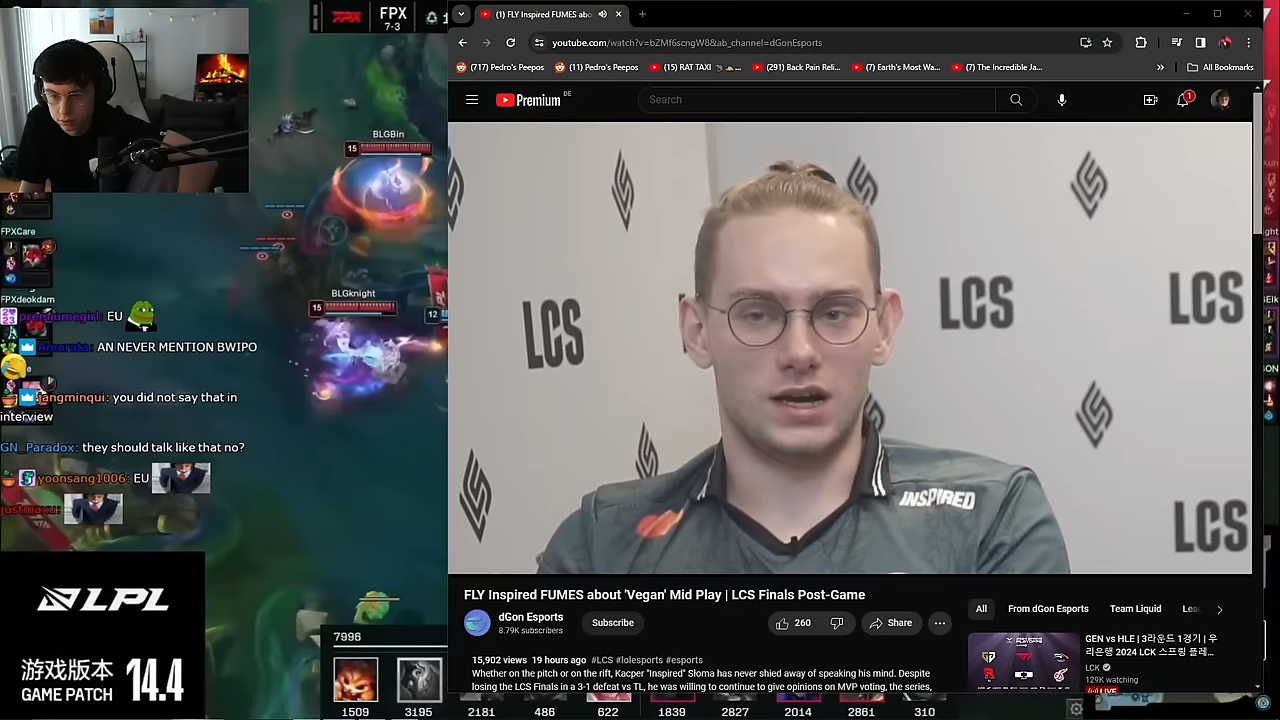 FPX
FPX
7-3
1
BLGBin
15
FPXCare
BLGknight
15
12
FPXdeokdam
premiumegirl: EU
Amurata: AN NEVER MENTION BWIPO
jangminqui: you did not say that in
interview
GN_Paradox: they should talk like that no?
yoonsang1006: EU
justmaxu:
LPL
游戏版本
GAME PATCH
14.4
7996
1509
3195
2181
486
622
1839
2827
2014
2861
310
(1) FLY Inspired FUMES abo
youtube.com/watch?v=bZMf6scngW8&ab_channel=dGonEsports
(717) Pedro's Peepos
(11) Pedro's Peepos
(15) RAT TAXI
(291) Back Pain Reli...
(7) Earth's Most Wa...
(7) The Incredible Ja...
All Bookmarks
Premium
DE
Search
1
LCS
LCS
LCS
LCS
INSPIRED
FLY Inspired FUMES about 'Vegan' Mid Play | LCS Finals Post-Game
dGon Esports
8.79K subscribers
Subscribe
260
Share
15,902 views 19 hours ago #LCS #lolesports #esports
Whether on the pitch or on the rift, Kacper "Inspired" Sloma has never shied away of speaking his mind. Despite
losing the LCS Finals in a 3-1 defeat vs TL, he was willing to continue to give opinions on MVP voting, the series,
All
From dGon Esports
Team Liquid
Lea
GEN vs HLE | 3라운드 1경기 | 우
리은행 2024 LCK 스프링 플레...
LCK
129K watching
LIVE